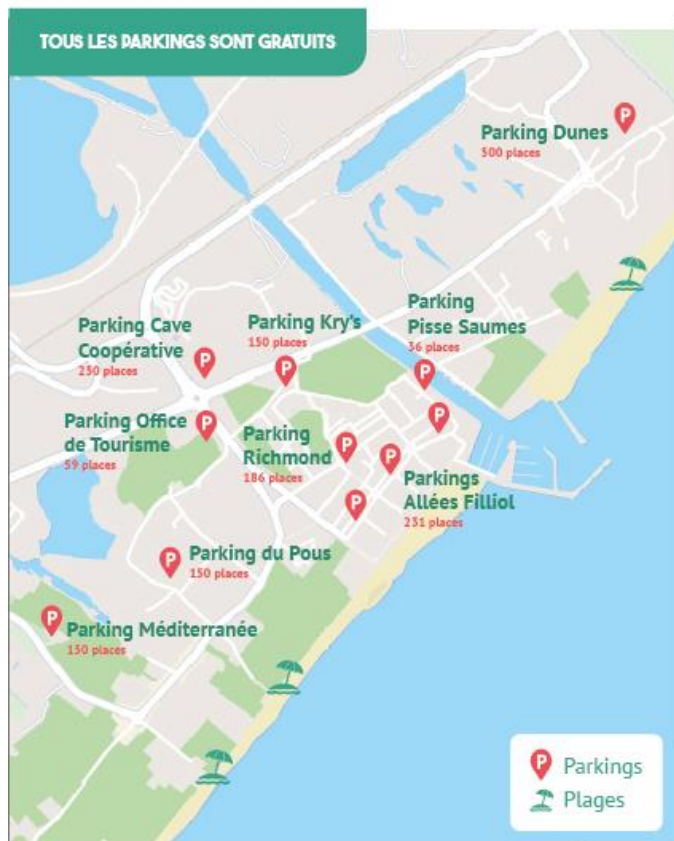 TOUS LES PARKINGS SONT GRATUITS
Parking Dunes
500 places
Parking
Pisse Saumes
36 places
Parking Kry's
150 places
Parking Cave
Coopérative
250 places
Parking Office
de Tourisme
59 places
Parking
Richmond
186 places
Parkings
Allées Filliol
231 places
Parking du Pous
150 places
Parking Méditerranée
150 places
P Parkings
Plages